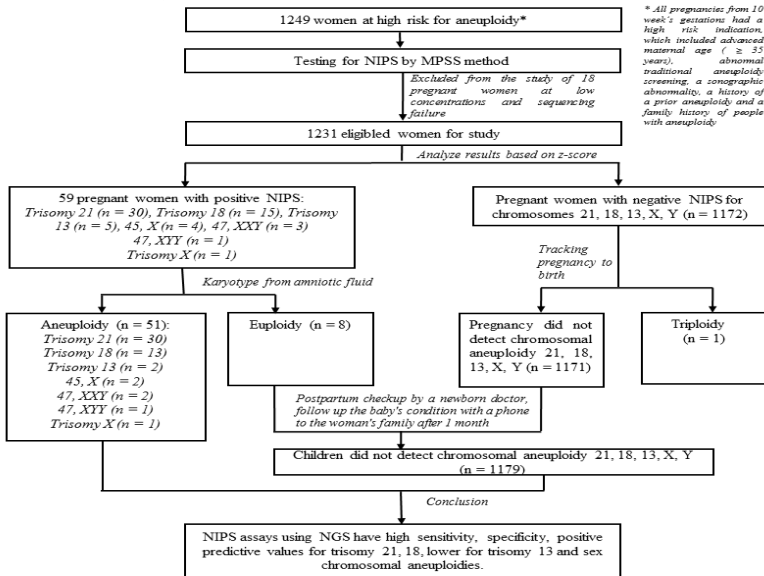 1249 women at high risk for aneuploidy*
* All pregnancies from 10
week's gestations had a
high risk indication,
which included advanced
maternal age ( ≥ 35
years), abnormal
traditional aneuploidy
screening, a sonographic
abnormality, a history of
a prior aneuploidy and a
family history of people
with aneuploidy
Testing for NIPS by MPSS method
Excluded from the study of 18
pregnant women at low
concentrations and sequencing
failure
1231 eligibled women for study
Analyze results based on z-score
59 pregnant women with positive NIPS:
Trisomy 21 (n = 30), Trisomy 18 (n = 15), Trisomy
13 (n = 5), 45, X (n = 4), 47, XXY (n = 3)
47, XYY (n = 1)
Trisomy X (n = 1)
Pregnant women with negative NIPS for
chromosomes 21, 18, 13, X, Y (n = 1172)
Karyotype from amniotic fluid
Tracking
pregnancy to
birth
Aneuploidy (n = 51):
Trisomy 21 (n = 30)
Trisomy 18 (n = 13)
Trisomy 13 (n = 2)
45, X (n = 2)
47, XXY (n = 2)
47, XYY (n = 1)
Trisomy X (n = 1)
Euploidy (n = 8)
Pregnancy did not
detect chromosomal
aneuploidy 21, 18,
13, X, Y (n = 1171)
Triploidy
(n = 1)
Postpartum checkup by a newborn doctor,
follow up the baby's condition with a phone
to the woman's family after 1 month
Children did not detect chromosomal aneuploidy 21, 18, 13, X, Y
(n = 1179)
Conclusion
NIPS assays using NGS have high sensitivity, specificity, positive
predictive values for trisomy 21, 18, lower for trisomy 13 and sex
chromosomal aneuploidies.